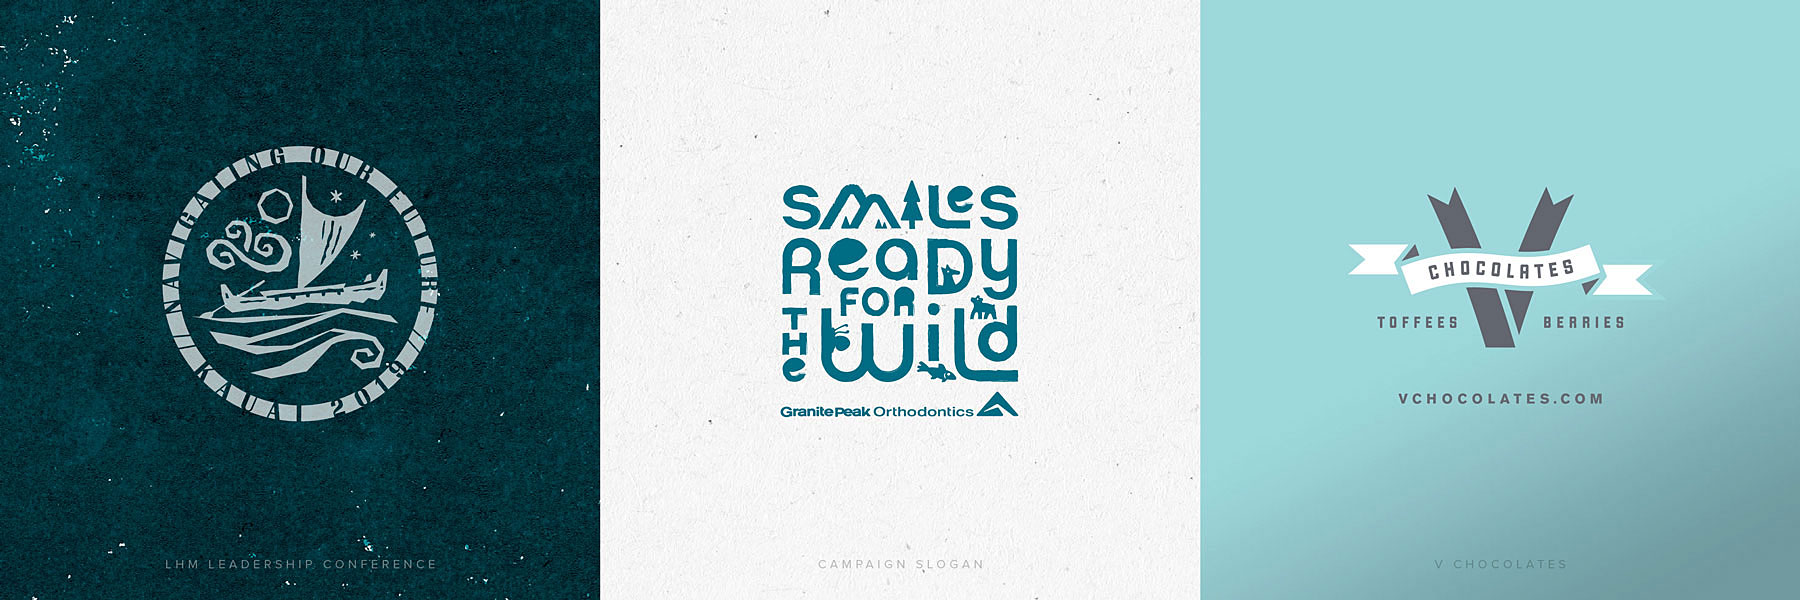 NAVIGATING OUR FUTURE
KAUAI 2019
LHM LEADERSHIP CONFERENCE
SMILES
READY
FOR
THE
WILD
GranitePeak Orthodontics
CAMPAIGN SLOGAN
V
CHOCOLATES
TOFFEES BERRIES
VCHOCOLATES.COM
V CHOCOLATES